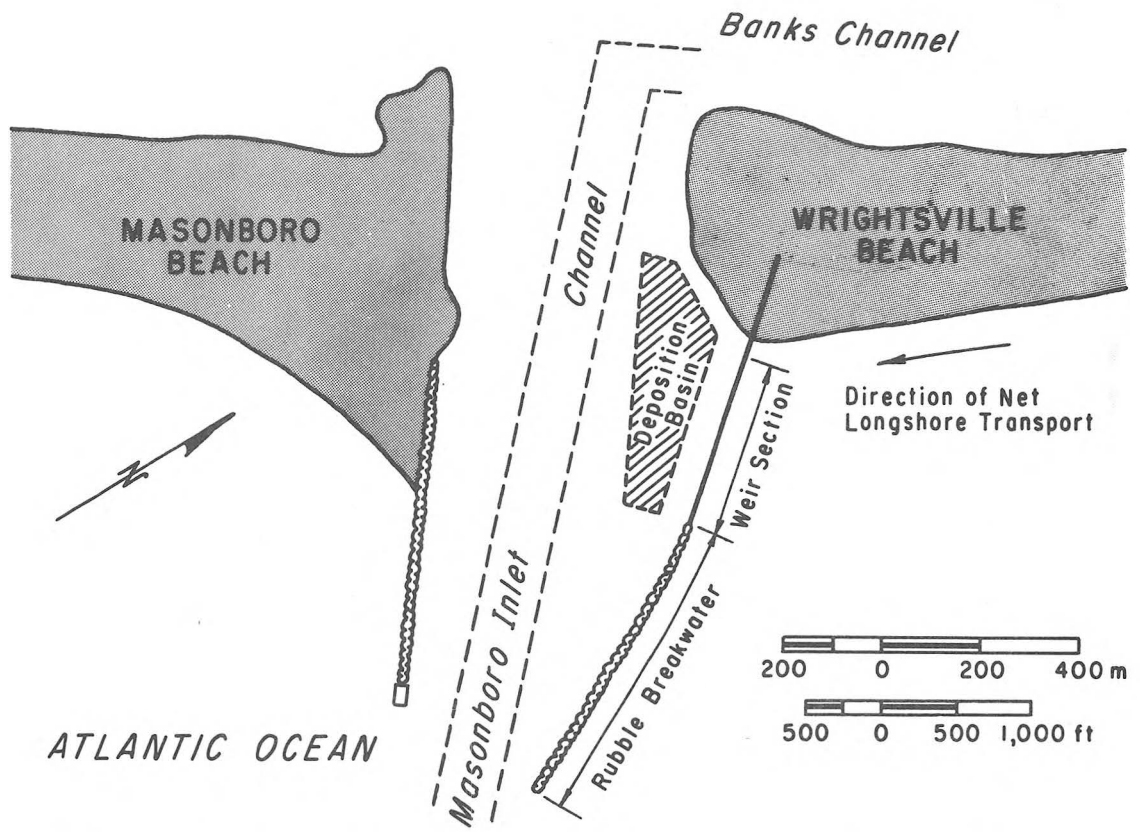 Banks Channel
MASONBORO
BEACH
WRIGHTSVILLE
BEACH
Channel
Deposition
Basin
Direction of Net
Longshore Transport
N
Weir Section
Masonboro Inlet
Rubble Breakwater
200 0 200 400 m
500 0 500 1,000 ft
ATLANTIC OCEAN